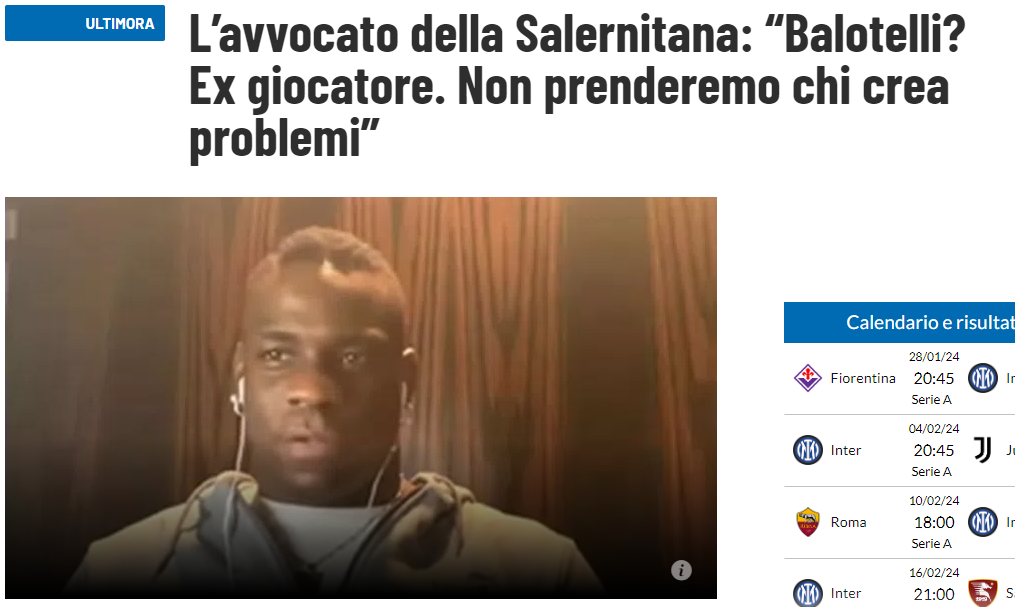 ULTIMORA
L’avvocato della Salernitana: “Balotelli?
Ex giocatore. Non prenderemo chi crea
problemi”
Calendario e risultat
28/01/24
Fiorentina 20:45 In
Serie A
04/02/24
Inter 20:45 Ju
Serie A
10/02/24
Roma 18:00 In
Serie A
16/02/24
Inter 21:00 S